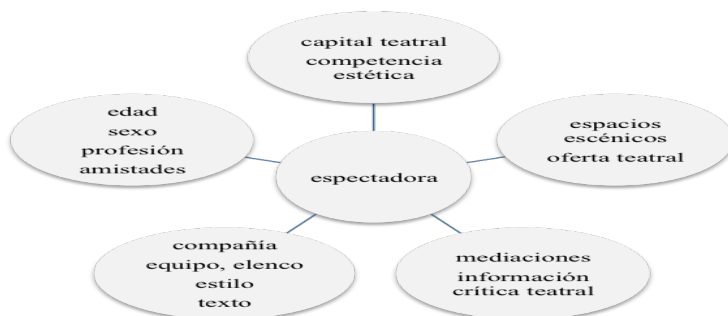 capital teatral
competencia
estética
edad
sexo
profesión
amistades
espacios
escénicos
oferta teatral
espectadora
compañía
equipo, elenco
estilo
texto
mediaciones
información
crítica teatral